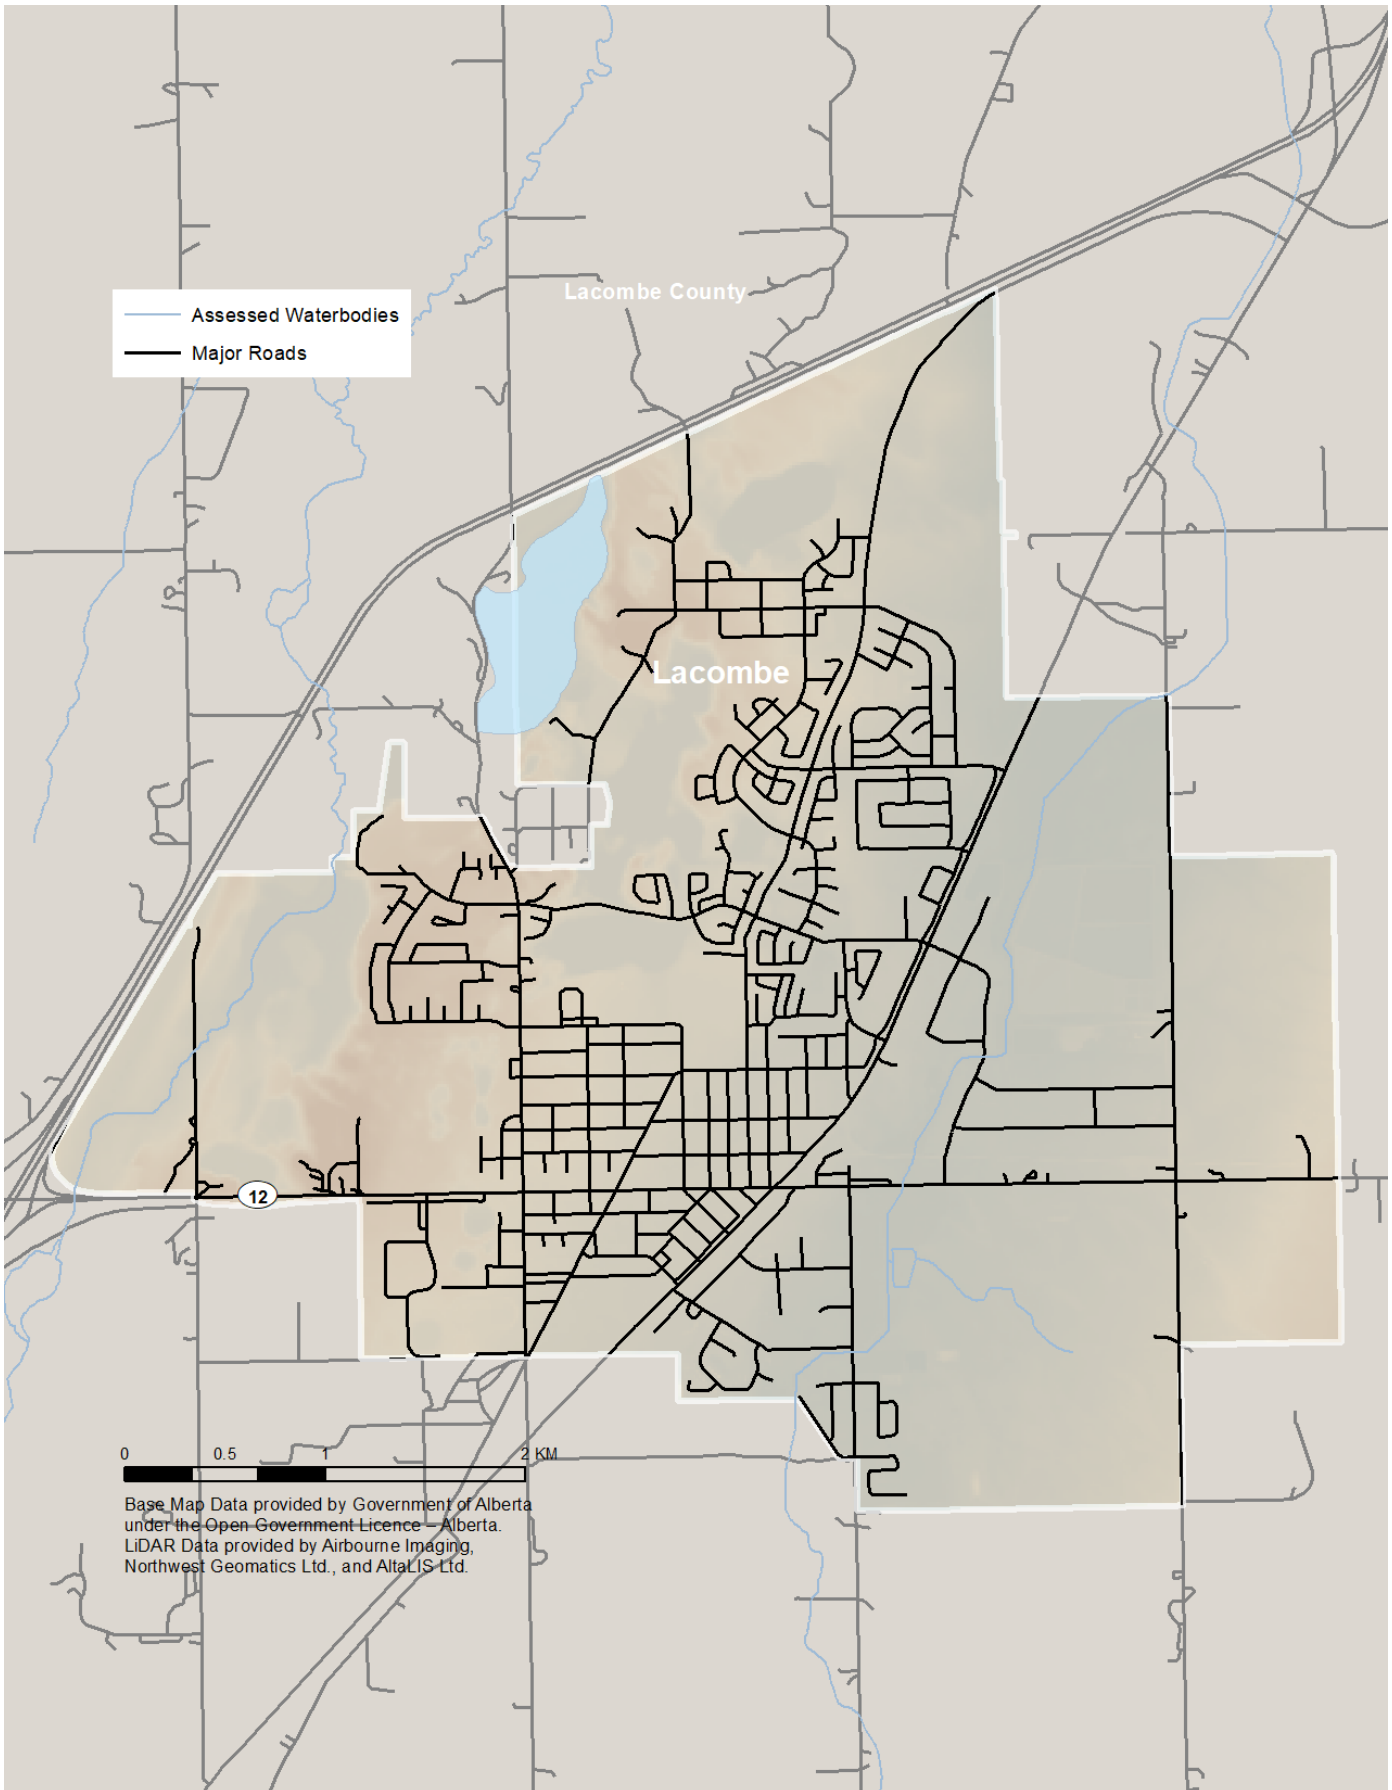 Lacombe County
Assessed Waterbodies
Major Roads
Lacombe
12
0 0.5 1 2 KM
Base Map Data provided by Government of Alberta
under the Open Government Licence – Alberta.
LiDAR Data provided by Airbourne Imaging,
Northwest Geomatics Ltd., and AltaLIS Ltd.